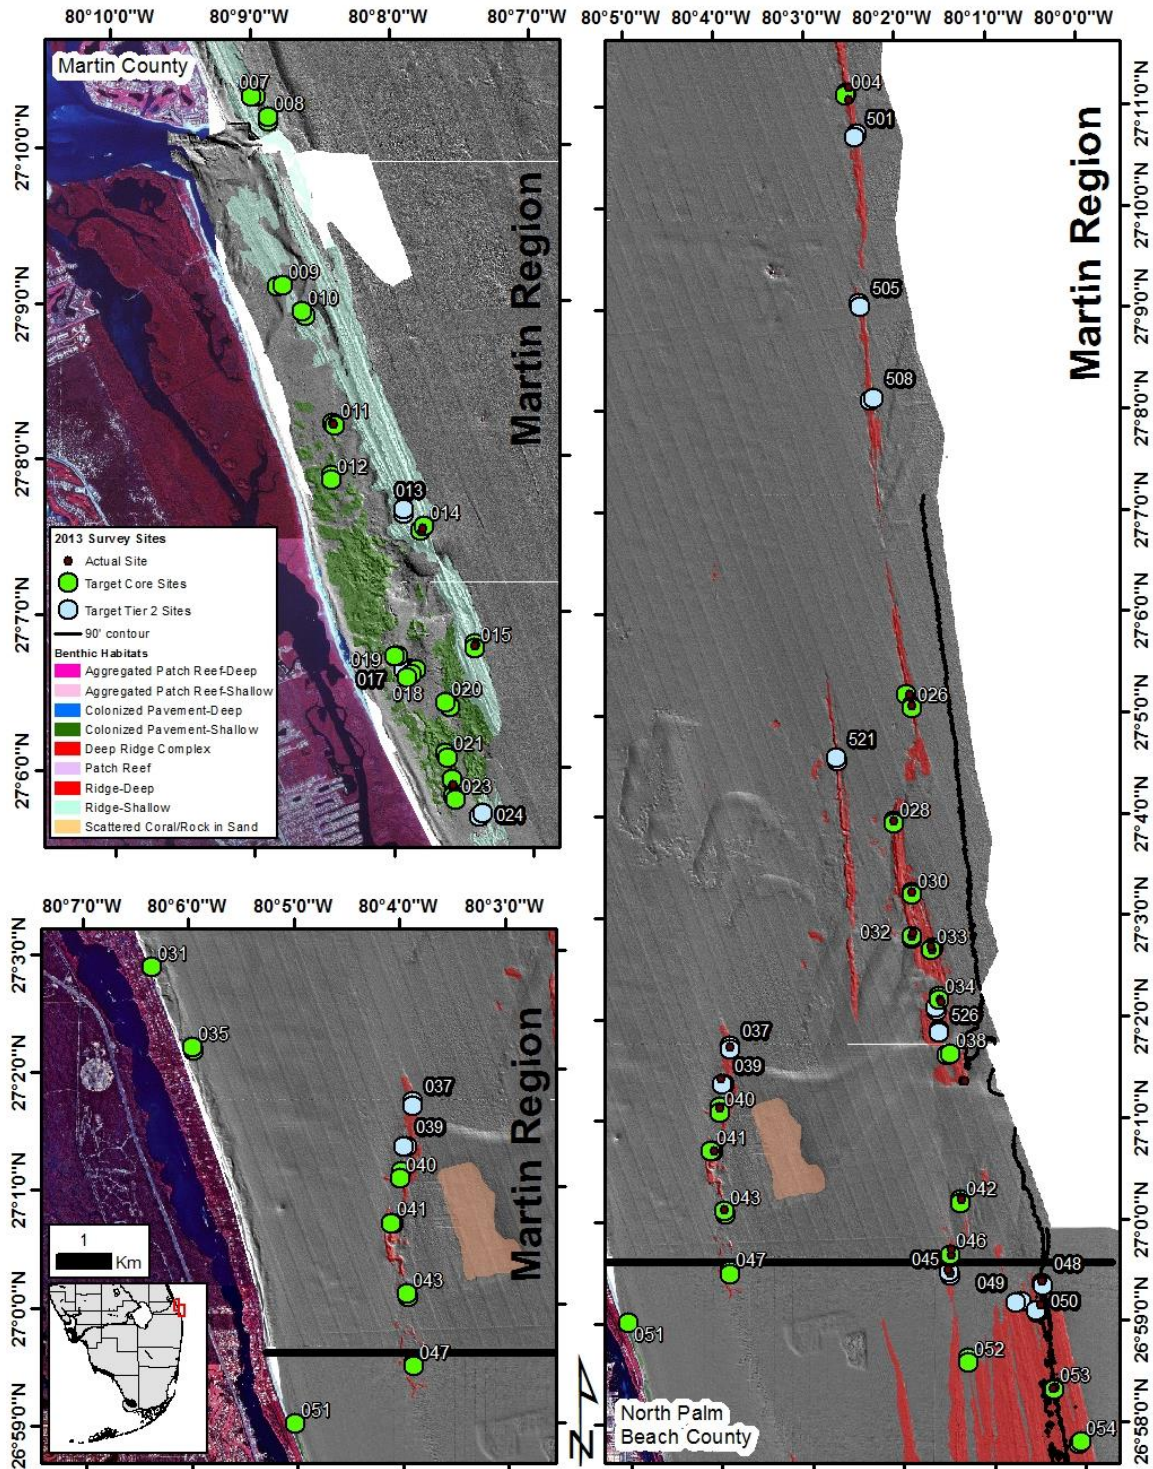 80°10'0"W 80°9'0"W 80°8'0"W 80°7'0"W
Martin County
007
008
009
010
011
012
013
014
015
019
017
018
020
021
023
024
Martin Region
27°10'0"N
27°9'0"N
27°8'0"N
27°7'0"N
27°6'0"N
2013 Survey Sites
Actual Site
Target Core Sites
Target Tier 2 Sites
90' contour
Benthic Habitats
Aggregated Patch Reef-Deep
Aggregated Patch Reef-Shallow
Colonized Pavement-Deep
Colonized Pavement-Shallow
Deep Ridge Complex
Patch Reef
Ridge-Deep
Ridge-Shallow
Scattered Coral/Rock in Sand
80°7'0"W 80°6'0"W 80°5'0"W 80°4'0"W 80°3'0"W
031
035
037
039
040
041
043
047
051
Martin Region
27°3'0"N
27°2'0"N
27°1'0"N
27°0'0"N
26°59'0"N
1
Km
80°5'0"W 80°4'0"W 80°3'0"W 80°2'0"W 80°1'0"W 80°0'0"W
004
501
505
508
026
521
028
030
032
033
034
526
038
037
039
040
041
043
042
046
045
047
048
049
050
051
052
053
054
Martin Region
27°11'0"N
27°10'0"N
27°9'0"N
27°8'0"N
27°7'0"N
27°6'0"N
27°5'0"N
27°4'0"N
27°3'0"N
27°2'0"N
27°1'0"N
27°0'0"N
26°59'0"N
26°58'0"N
N
North Palm
Beach County